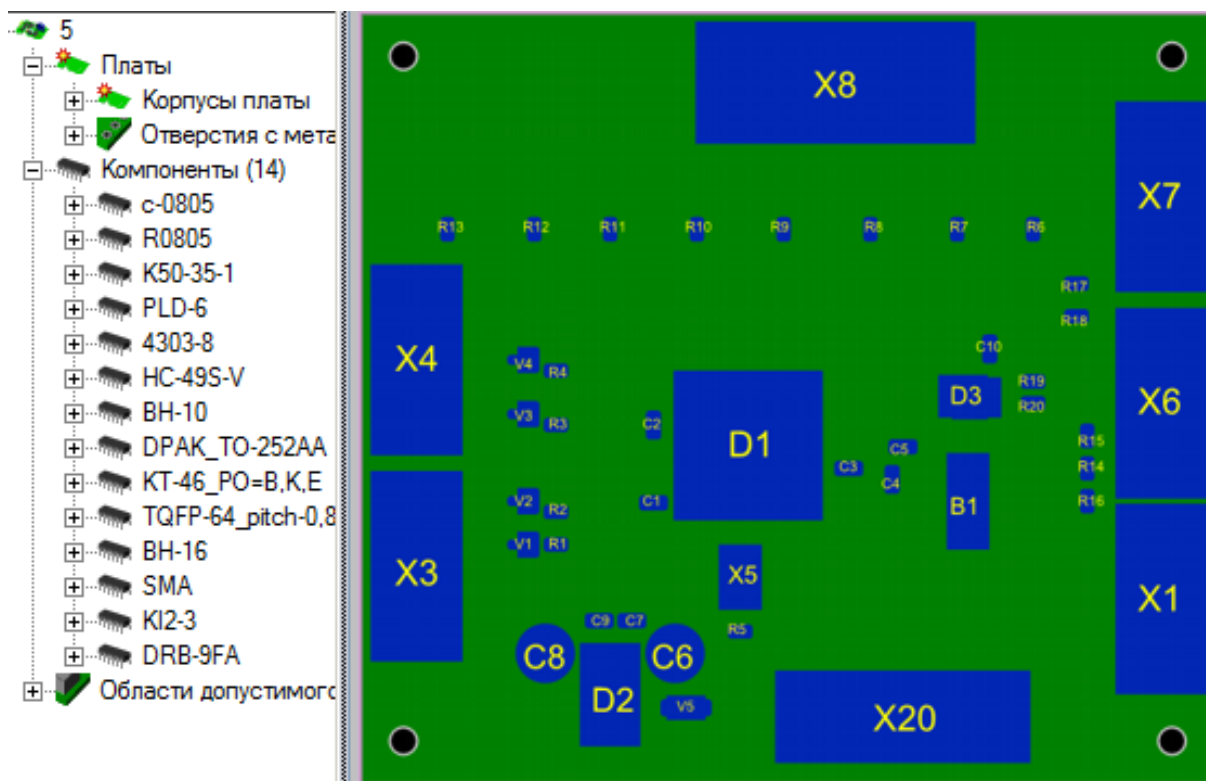 5
Платы
Корпусы платы
Отверстия с мета
Компоненты (14)
c-0805
R0805
K50-35-1
PLD-6
4303-8
HC-49S-V
BH-10
DPAK_TO-252AA
KT-46_PO=B,K,E
TQFP-64_pitch-0,8
BH-16
SMA
KI2-3
DRB-9FA
Области допустимого
X8
X7
R13 R12 R11 R10 R9 R8 R7 R6
R17
R18
X4
V4 R4
C10
R19
D3
R20
X6
V3 R3
C2
D1
C5
R15
C3
R14
C4
V2 R2
C1
B1
R16
V1 R1
X3
X5
X1
C9 C7
R5
C8
C6
D2
V5
X20